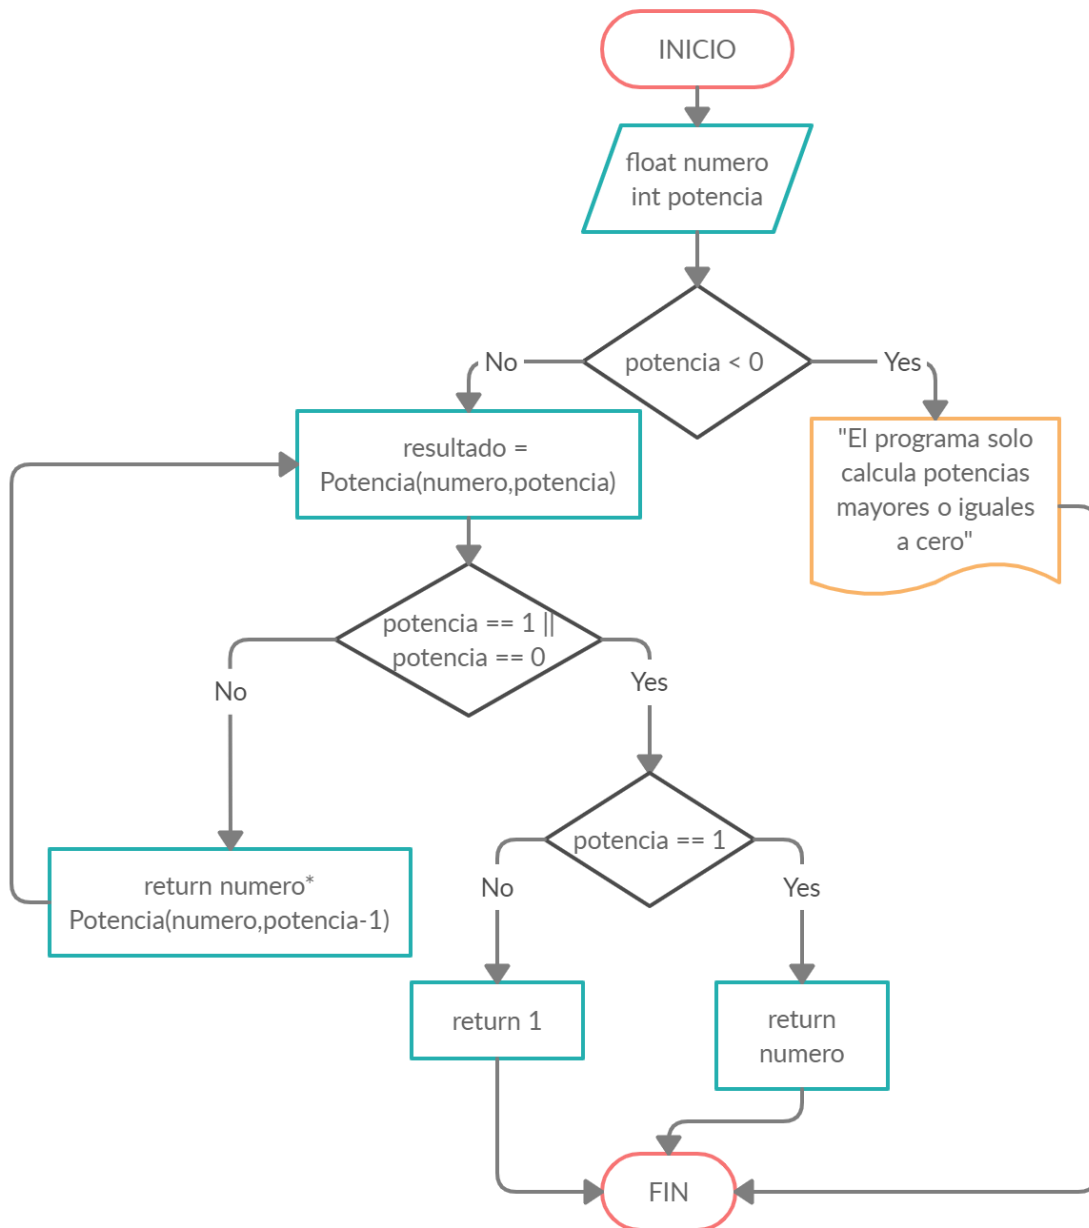 INICIO
float numero
int potencia
potencia < 0
No
Yes
resultado =
Potencia(numero,potencia)
"El programa solo
calcula potencias
mayores o iguales
a cero"
potencia == 1 ||
potencia == 0
No
Yes
potencia == 1
return numero*
Potencia(numero,potencia-1)
No
Yes
return 1
return
numero
FIN